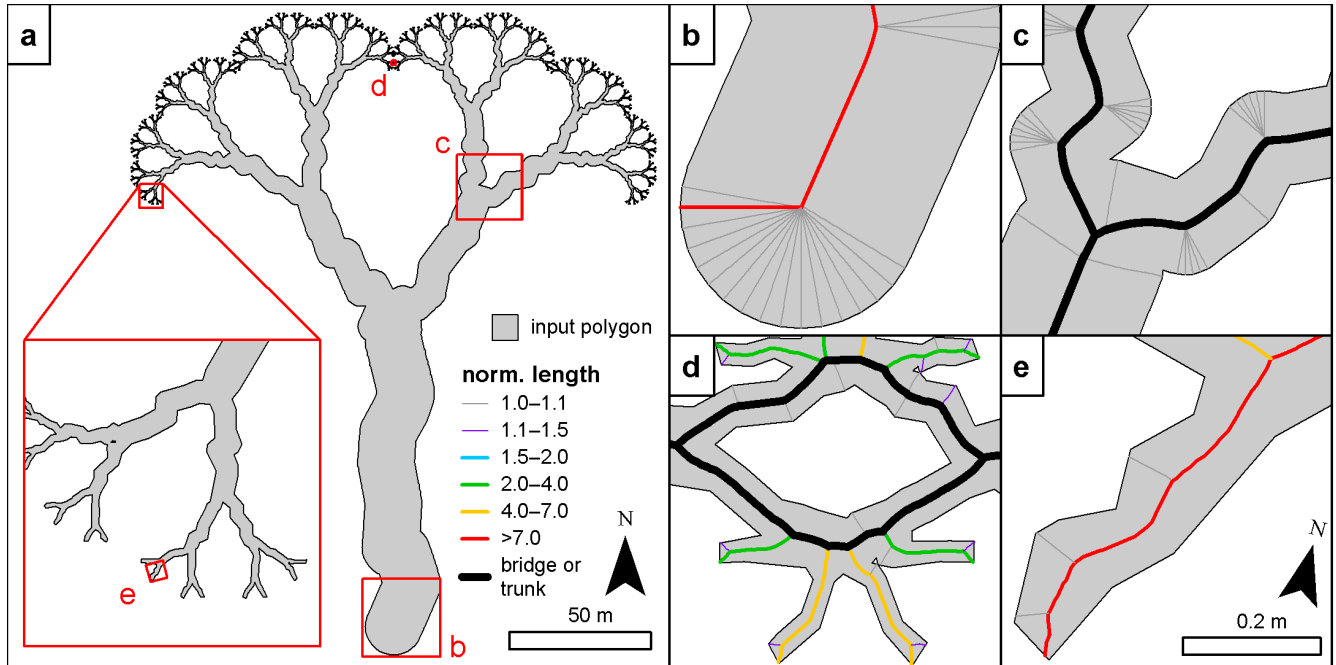 a
d
c
input polygon
norm. length
1.0–1.1
1.1–1.5
1.5–2.0
2.0–4.0
4.0–7.0
>7.0
bridge or
trunk
N
50 m
e
b
b
c
d
e
N
0.2 m